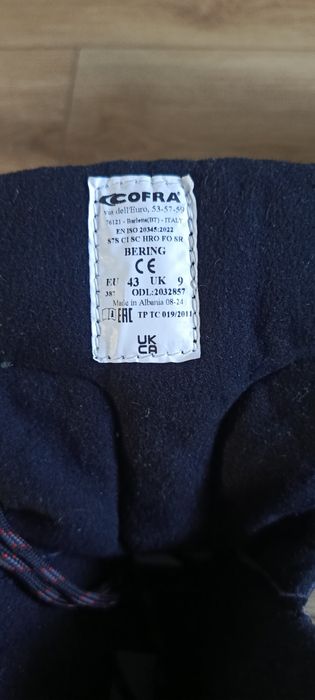 COFRA®
via dell'Euro, 53-57-59
76121 - Barletta(BT) - ITALY
EN ISO 20345:2022
S7S CI SC HRO FO SR
BERING
CE
EU 43 UK 9
387 ODL:2032857
Made in Albania 08-24
EAC TP TC 019/2011
UK
CA